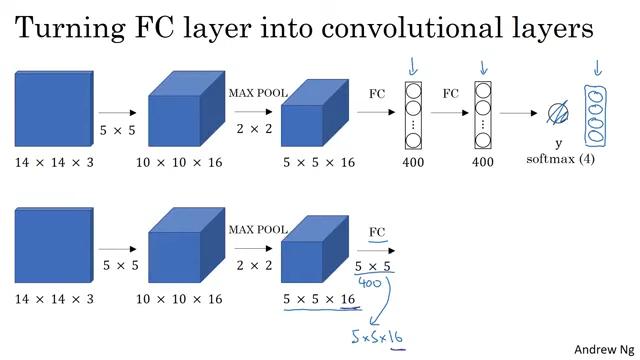 Turning FC layer into convolutional layers
MAX POOL
FC
FC
5 × 5
2 × 2
y
14 × 14 × 3
10 × 10 × 16
5 × 5 × 16
400
400
softmax (4)
MAX POOL
FC
5 × 5
2 × 2
5 × 5
400
14 × 14 × 3
10 × 10 × 16
5 × 5 × 16
5×5×16
Andrew Ng